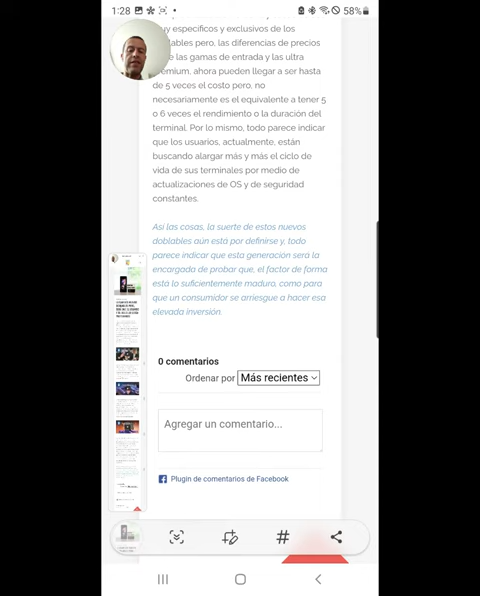 1:28
58%
muy específicos y exclusivos de los
pero, las diferencias de precios
las gamas de entrada y las ultra
premium, ahora pueden llegar a ser hasta
de 5 veces el costo pero, no
necesariamente es el equivalente a tener 5
o 6 veces el rendimiento o la duración del
terminal. Por lo mismo, todo parece indicar
que los usuarios, actualmente, están
buscando alargar más y más el ciclo de
vida de sus terminales por medio de
actualizaciones de OS y de seguridad
constantes.
Así las cosas, la suerte de estos nuevos
doblables aún está por definirse y, todo
parece indicar que esta generación será la
encargado de probar que, el factor de forma
está lo suficientemente maduro, como para
que un consumidor se arriesgue a hacer esa
elevada inversión
0 comentarios
Ordenar por Más recientes
Agregar un comentario...
Plugin de comentarios de Facebook
#